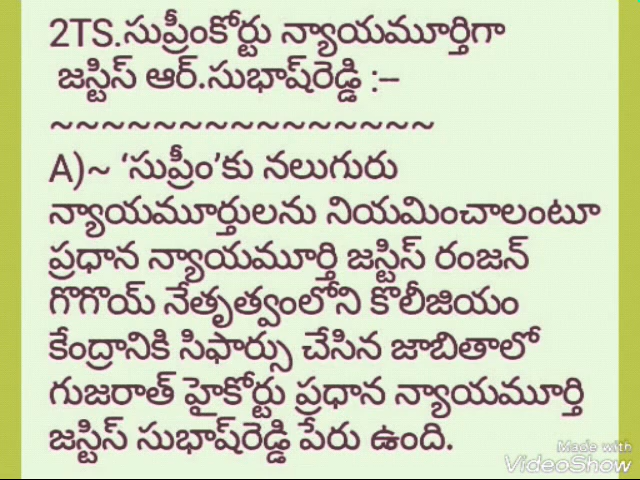 2TS.సుప్రీంకోర్టు న్యాయమూర్తిగా
జస్టిస్ ఆర్.సుభాష్‌రెడ్డి :–
~~~~~~~~~~~~~~~
A)~ ‘సుప్రీం’కు నలుగురు
న్యాయమూర్తులను నియమించాలంటూ
ప్రధాన న్యాయమూర్తి జస్టిస్ రంజన్
గొగొయ్ నేతృత్వంలోని కొలీజియం
కేంద్రానికి సిఫార్సు చేసిన జాబితాలో
గుజరాత్ హైకోర్టు ప్రధాన న్యాయమూర్తి
జస్టిస్ సుభాష్‌రెడ్డి పేరు ఉంది.
Made with
VideoShow